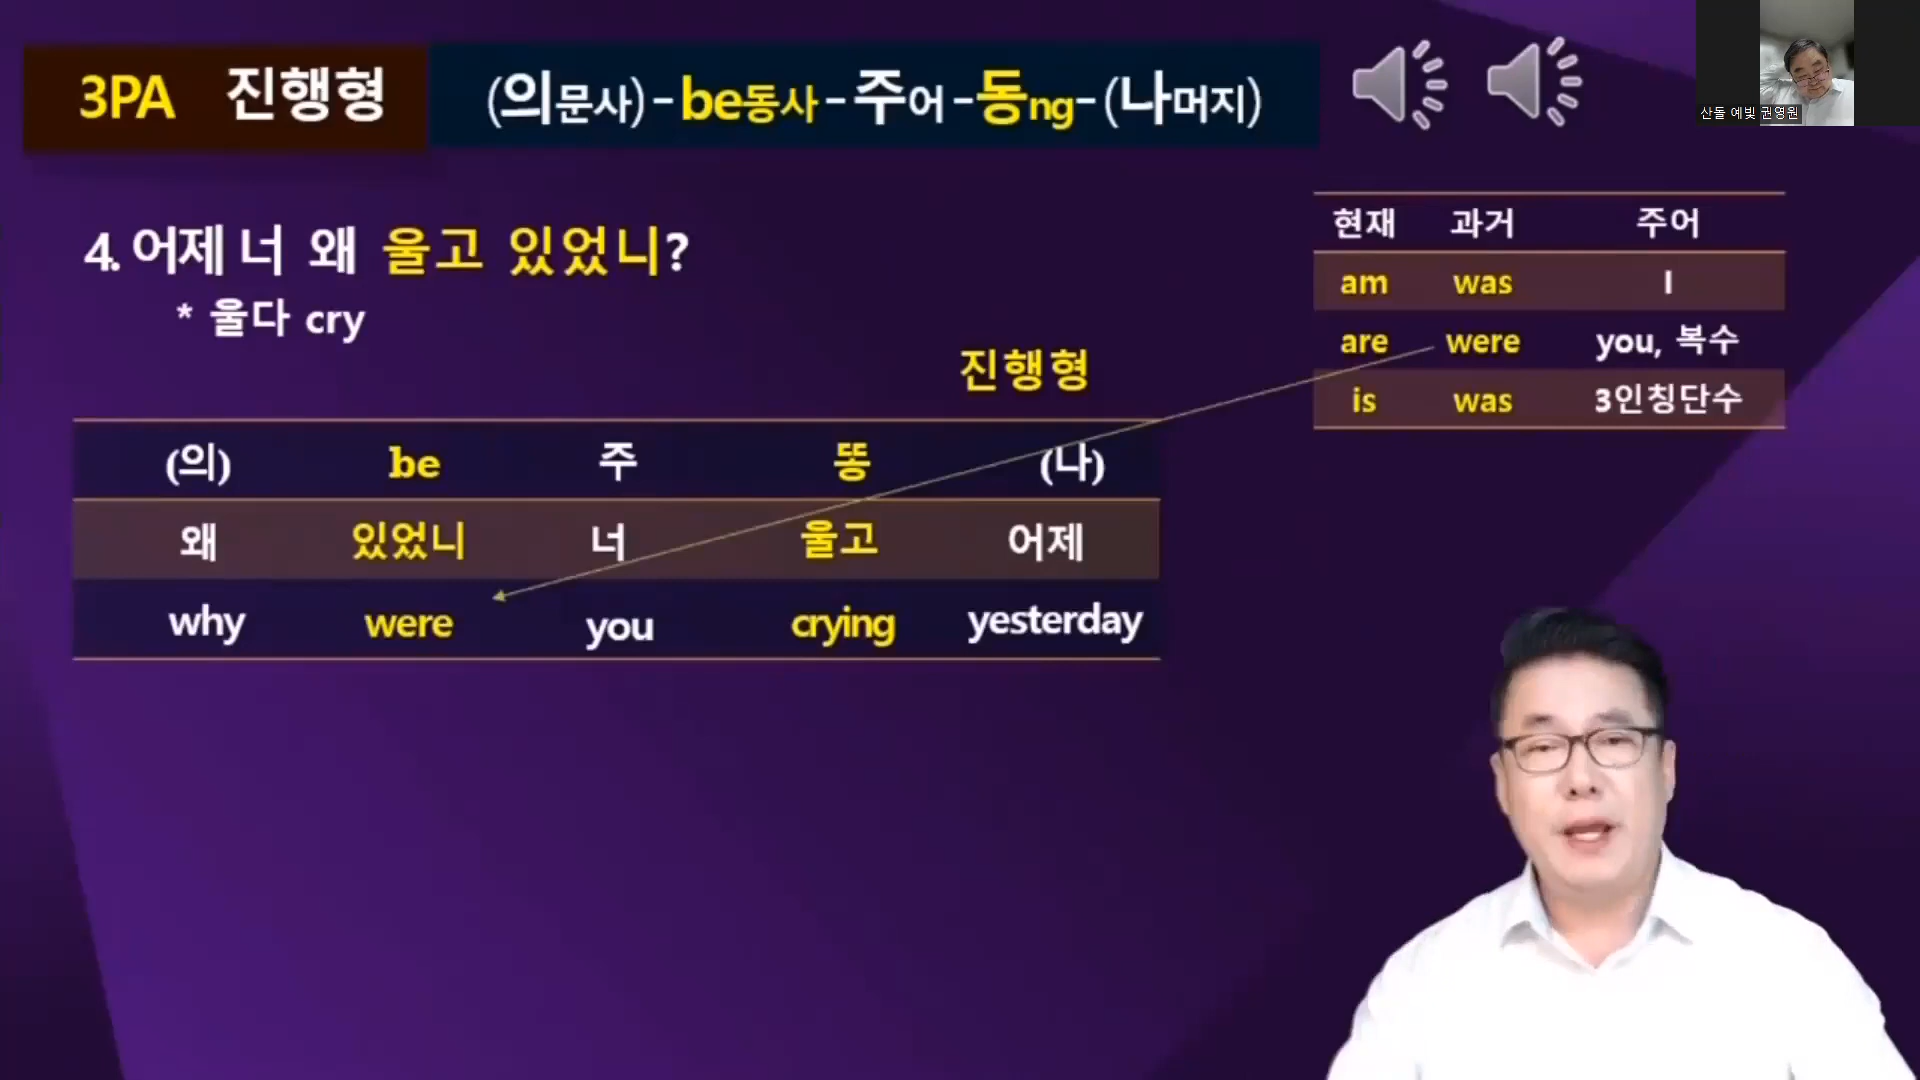 3PA 진행형
(의문사)-be동사-주어-동ng-(나머지)
산돌 예빛 권영원
4. 어제 너 왜 울고 있었니?
* 울다 cry
현재 과거 주어
am was I
are were you, 복수
is was 3인칭단수
진행형
(의) be 주 똥 (나)
왜 있었니 너 울고 어제
why were you crying yesterday